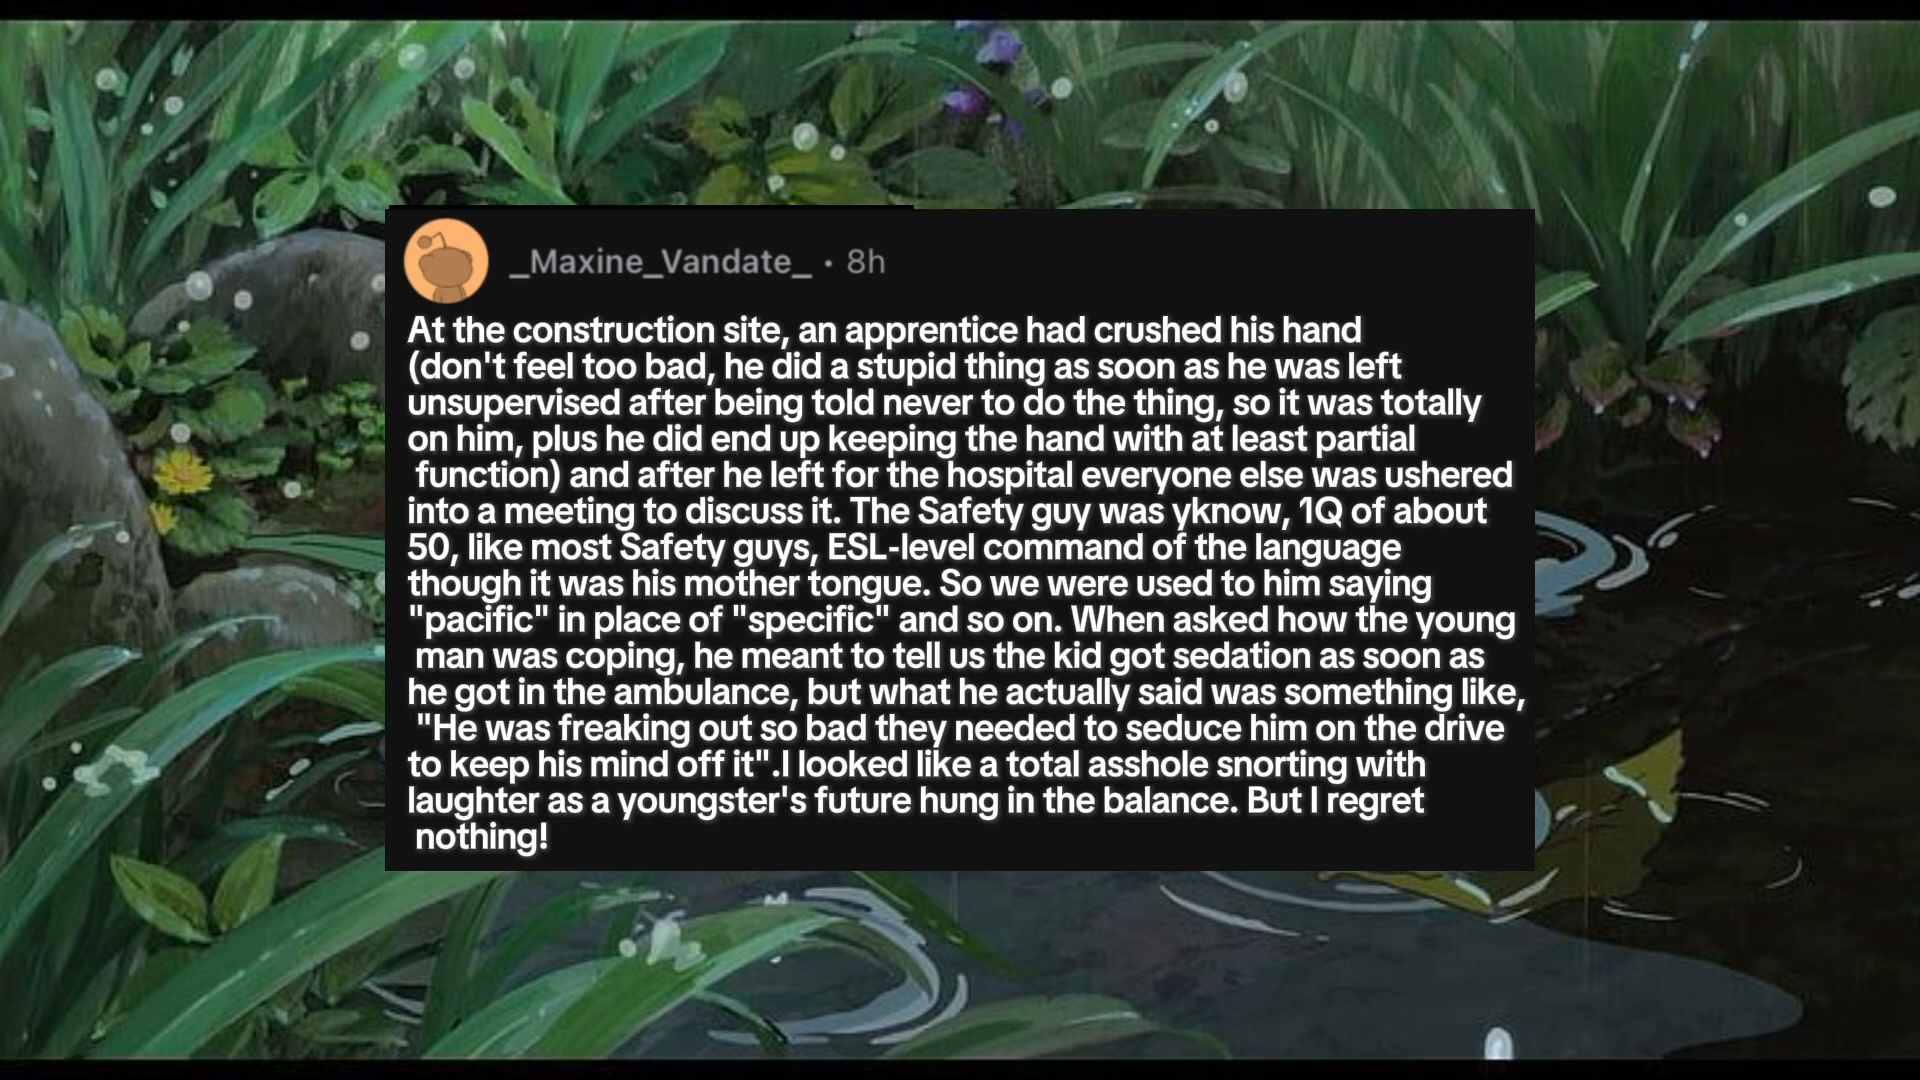 _Maxine_Vandate_ • 8h
At the construction site, an apprentice had crushed his hand
(don't feel too bad, he did a stupid thing as soon as he was left
unsupervised after being told never to do the thing, so it was totally
on him, plus he did end up keeping the hand with at least partial
function) and after he left for the hospital everyone else was ushered
into a meeting to discuss it. The Safety guy was yknow, 1Q of about
50, like most Safety guys, ESL-level command of the language
though it was his mother tongue. So we were used to him saying
"pacific" in place of "specific" and so on. When asked how the young
man was coping, he meant to tell us the kid got sedation as soon as
he got in the ambulance, but what he actually said was something like,
"He was freaking out so bad they needed to seduce him on the drive
to keep his mind off it".I looked like a total asshole snorting with
laughter as a youngster's future hung in the balance. But I regret
nothing!